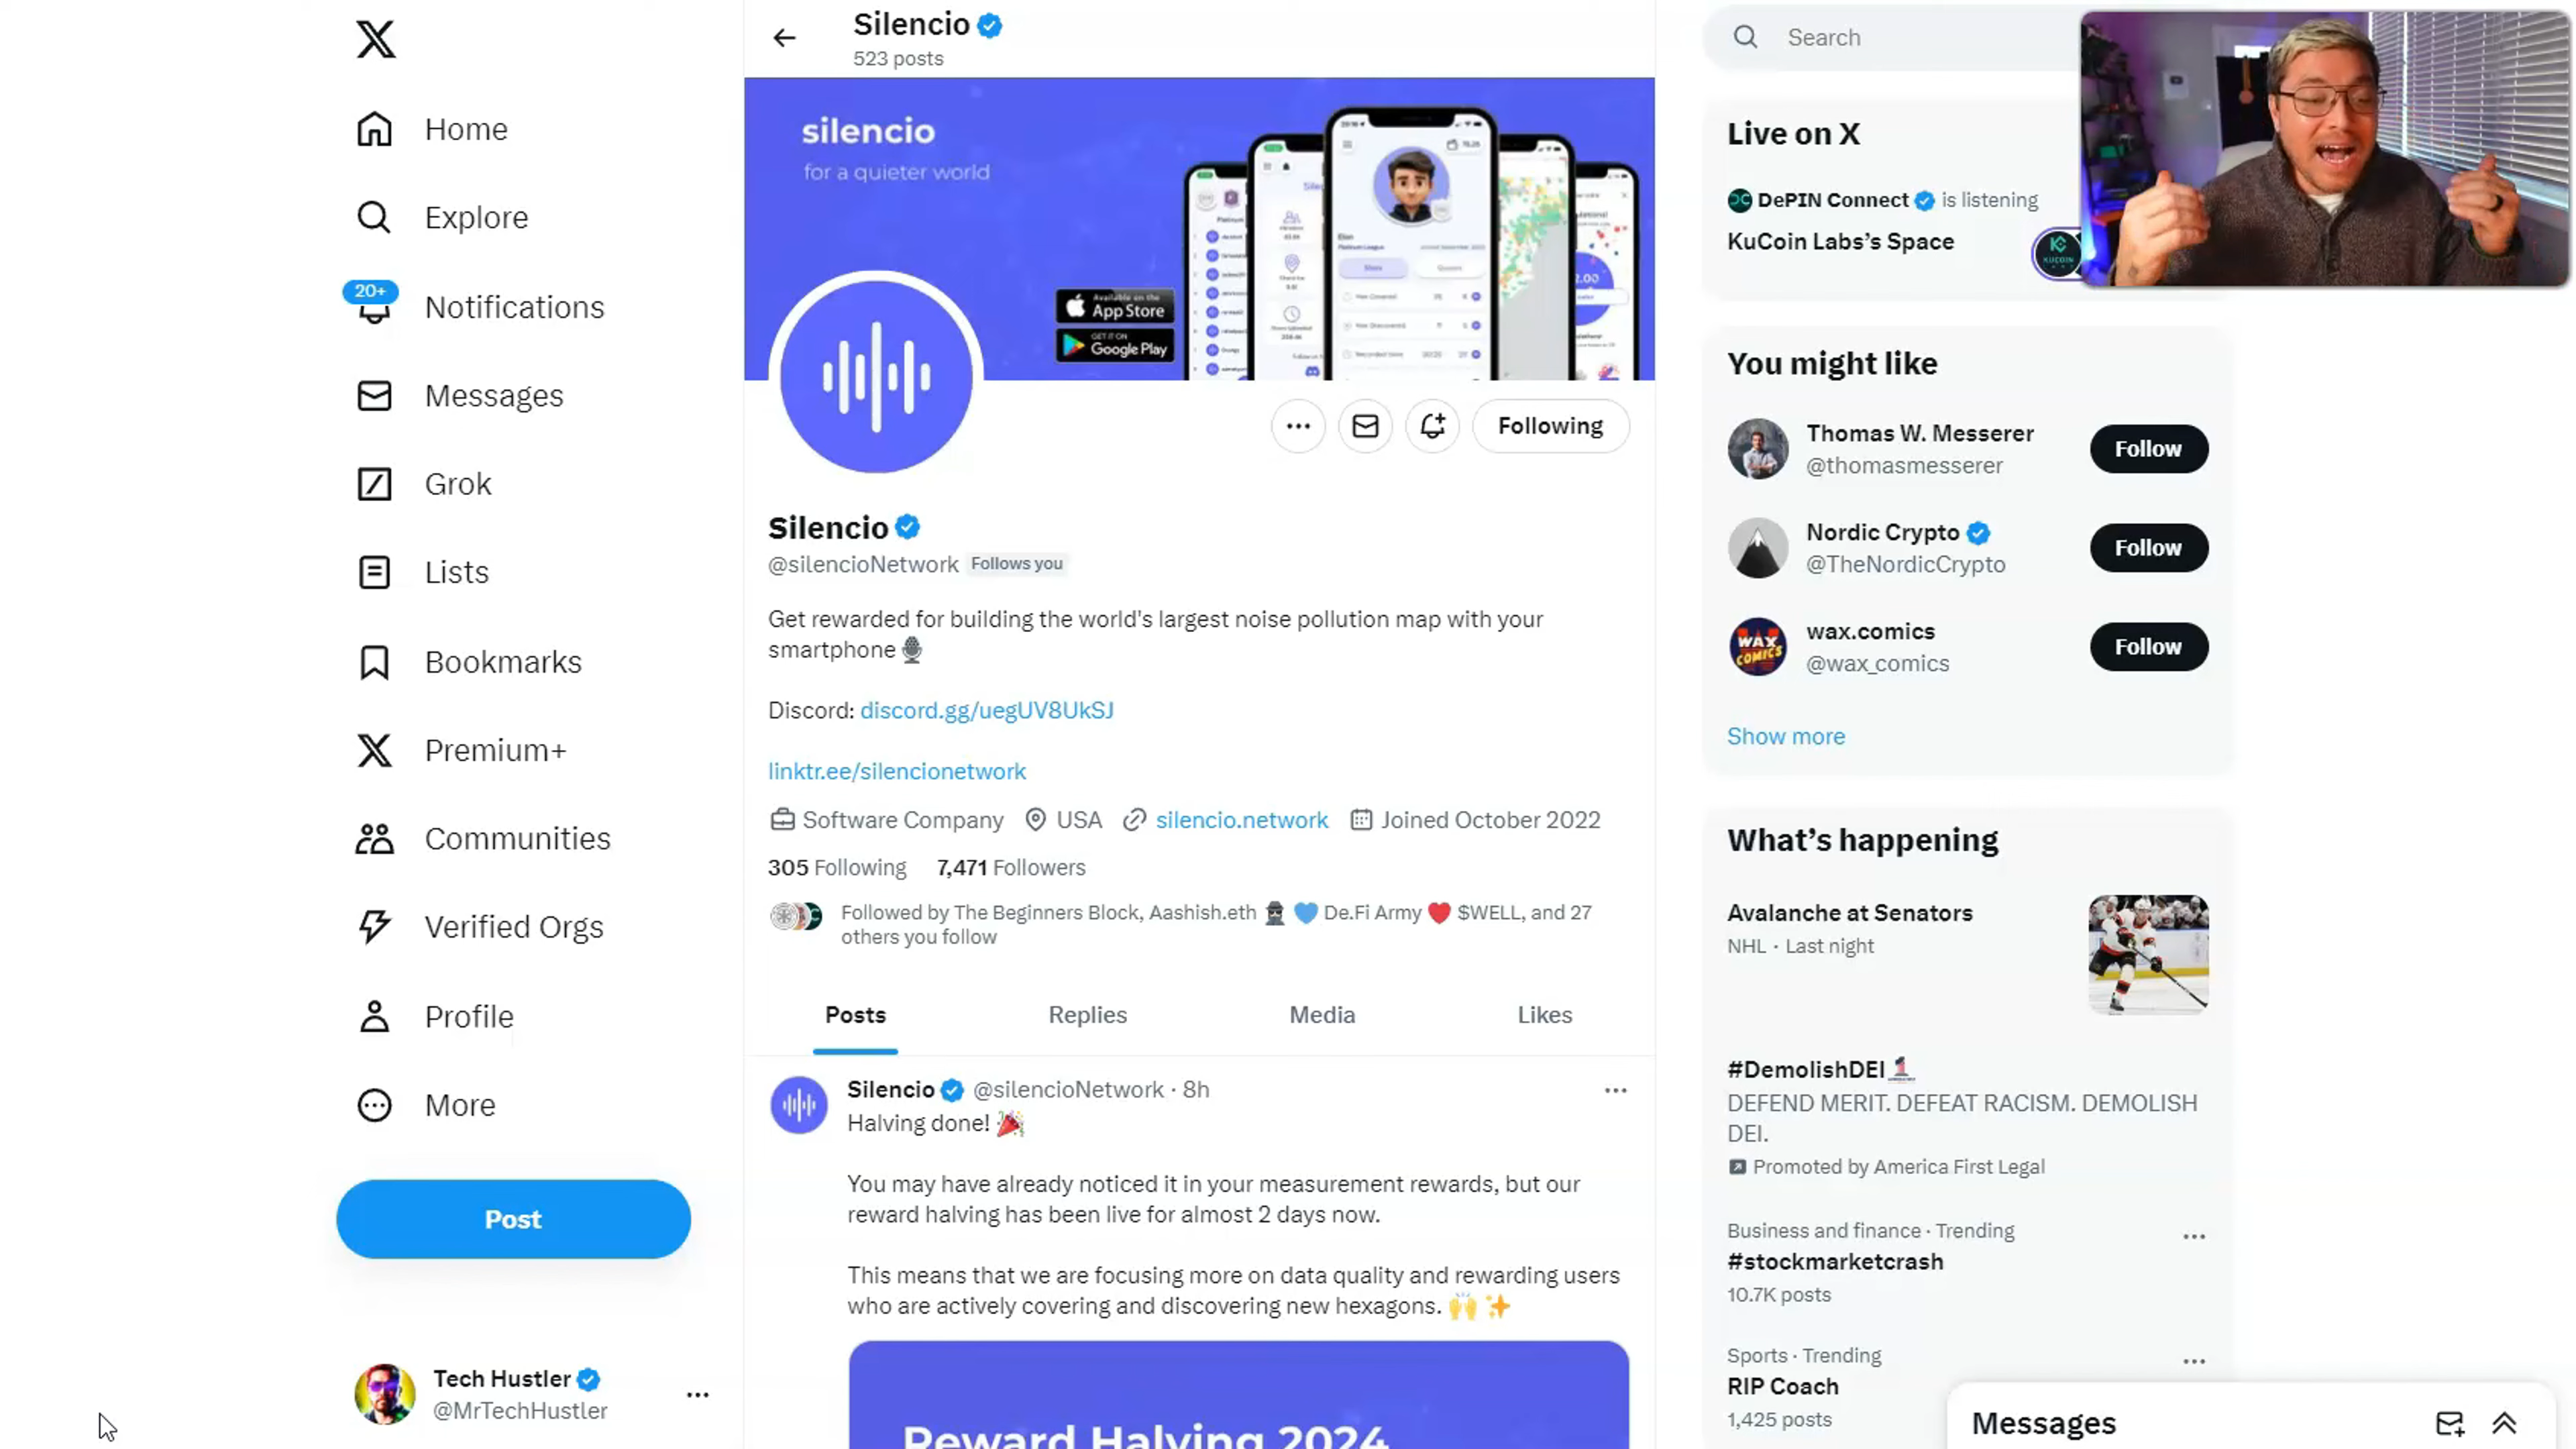 Home
Explore
20+
Notifications
Messages
Grok
Lists
Bookmarks
Premium+
Communities
Verified Orgs
Profile
More
Post
Tech Hustler
@MrTechHustler
Silencio
523 posts
silencio
for a quieter world
Available on the
App Store
GET IT ON
Google Play
Following
Silencio
@silencioNetwork Follows you
Get rewarded for building the world's largest noise pollution map with your
smartphone
Discord: discord.gg/uegUV8UkSJ
linktr.ee/silencionetwork
Software Company USA silencio.network Joined October 2022
305 Following 7,471 Followers
Followed by The Beginners Block, Aashish.eth De.Fi Army $WELL, and 27
others you follow
Posts Replies Media Likes
Silencio @silencioNetwork · 8h
Halving done!
You may have already noticed it in your measurement rewards, but our
reward halving has been live for almost 2 days now.
This means that we are focusing more on data quality and rewarding users
who are actively covering and discovering new hexagons.
Reward Halving 2024
Search
Live on X
DePIN Connect is listening
KuCoin Labs's Space
KUCOIN
You might like
Thomas W. Messerer
@thomasmesserer
Follow
Nordic Crypto
@TheNordicCrypto
Follow
WAX
COMICS
wax.comics
@wax_comics
Follow
Show more
What's happening
Avalanche at Senators
NHL · Last night
#DemolishDEI
DEFEND MERIT. DEFEAT RACISM. DEMOLISH
DEI.
Promoted by America First Legal
Business and finance · Trending
#stockmarketcrash
10.7K posts
Sports · Trending
RIP Coach
1,425 posts
Messages